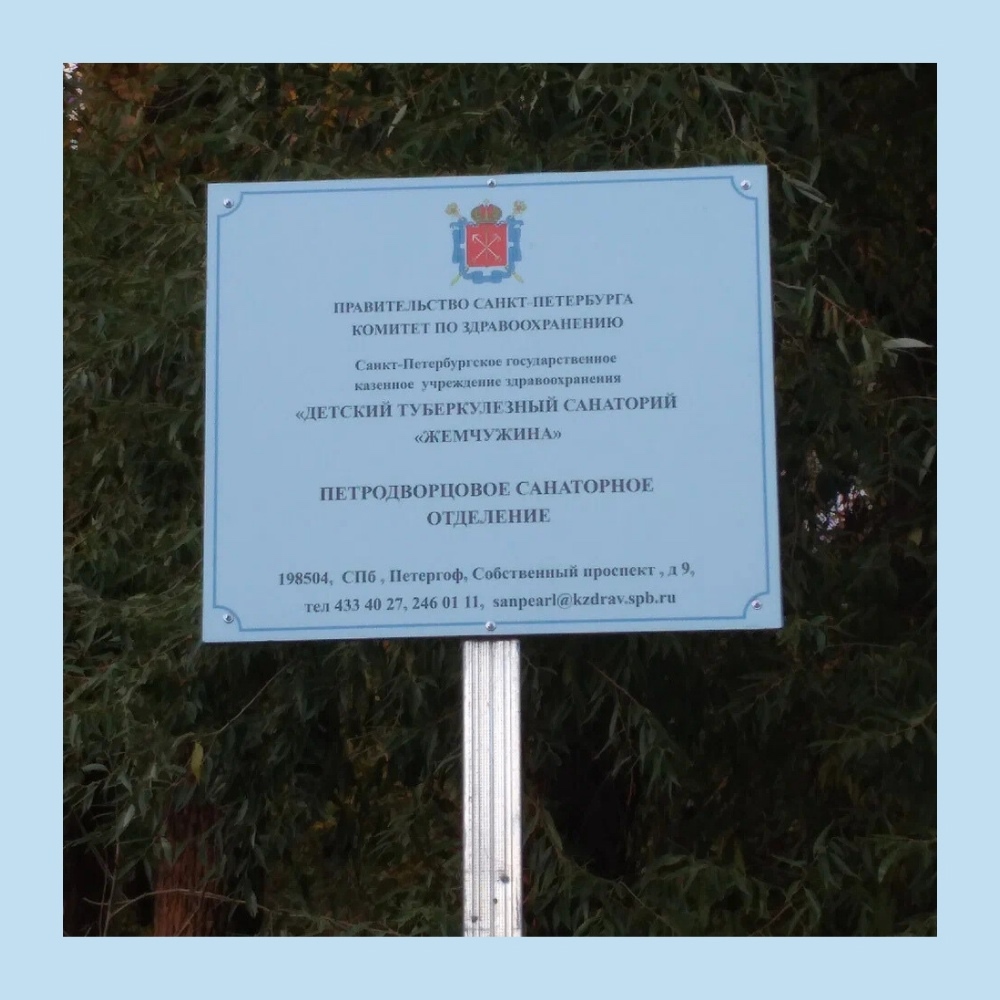 ПРАВИТЕЛЬСТВО САНКТ-ПЕТЕРБУРГА
КОМИТЕТ ПО ЗДРАВООХРАНЕНИЮ
Санкт-Петербургское государственное
казенное учреждение здравоохранения
«ДЕТСКИЙ ТУБЕРКУЛЕЗНЫЙ САНАТОРИЙ
«ЖЕМЧУЖИНА»
ПЕТРОДВОРЦОВОЕ САНАТОРНОЕ
ОТДЕЛЕНИЕ
198504, СПб , Петергоф, Собственный проспект , д 9,
тел 433 40 27, 246 01 11, sanpearl@kzdrav.spb.ru